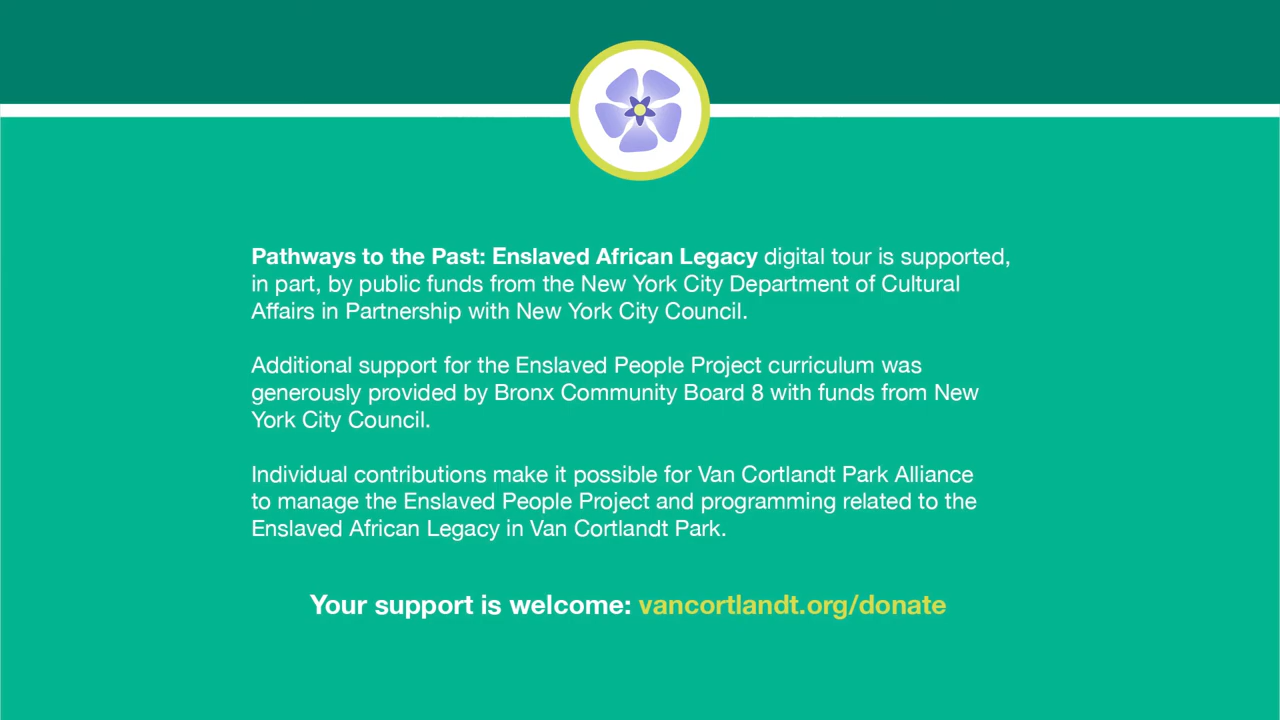 Pathways to the Past: Enslaved African Legacy digital tour is supported,
in part, by public funds from the New York City Department of Cultural
Affairs in Partnership with New York City Council.
Additional support for the Enslaved People Project curriculum was
generously provided by Bronx Community Board 8 with funds from New
York City Council.
Individual contributions make it possible for Van Cortlandt Park Alliance
to manage the Enslaved People Project and programming related to the
Enslaved African Legacy in Van Cortlandt Park.
Your support is welcome: vancortlandt.org/donate